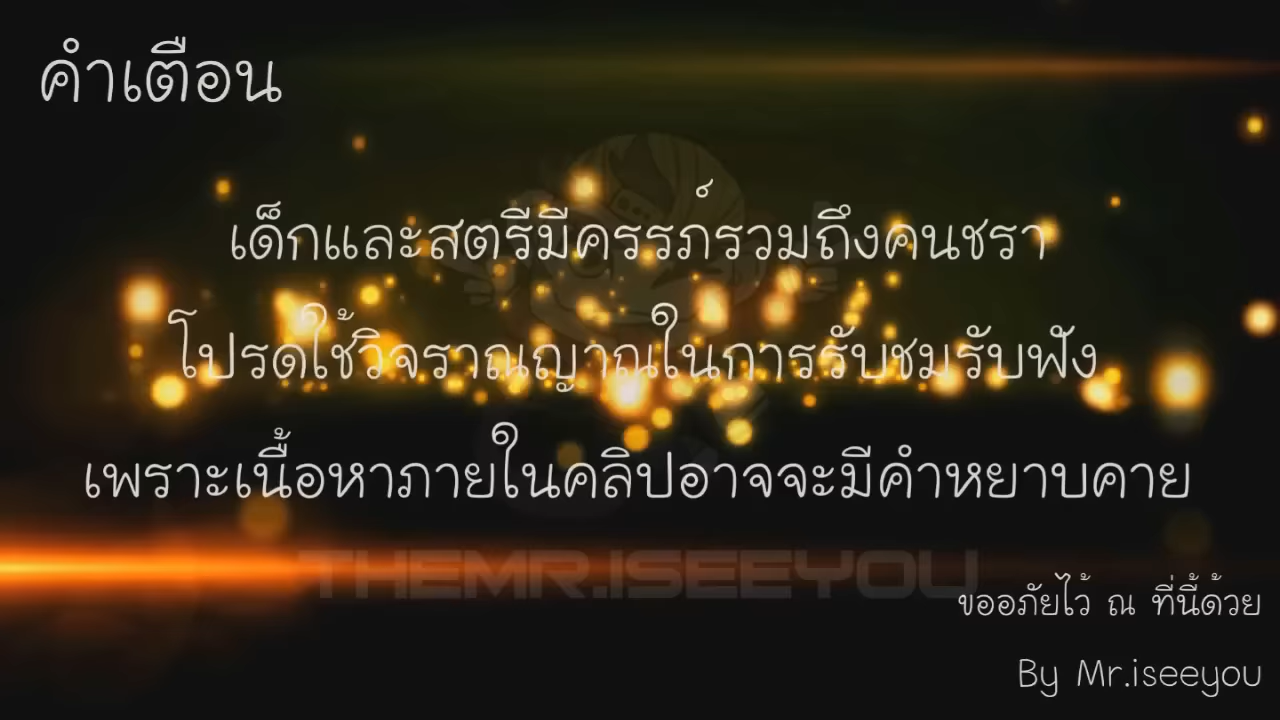 คำเตือน
เด็กและสตรีมีครรภ์รวมถึงคนชรา
โปรดใช้วิจราณญาณในการรับชมรับฟัง
เพราะเนื้อหาภายในคลิปอาจจะมีคำหยาบคาย
THEMR.ISEEYOU
ขออภัยไว้ ณ ที่นี้ด้วย
By Mr.iseeyou